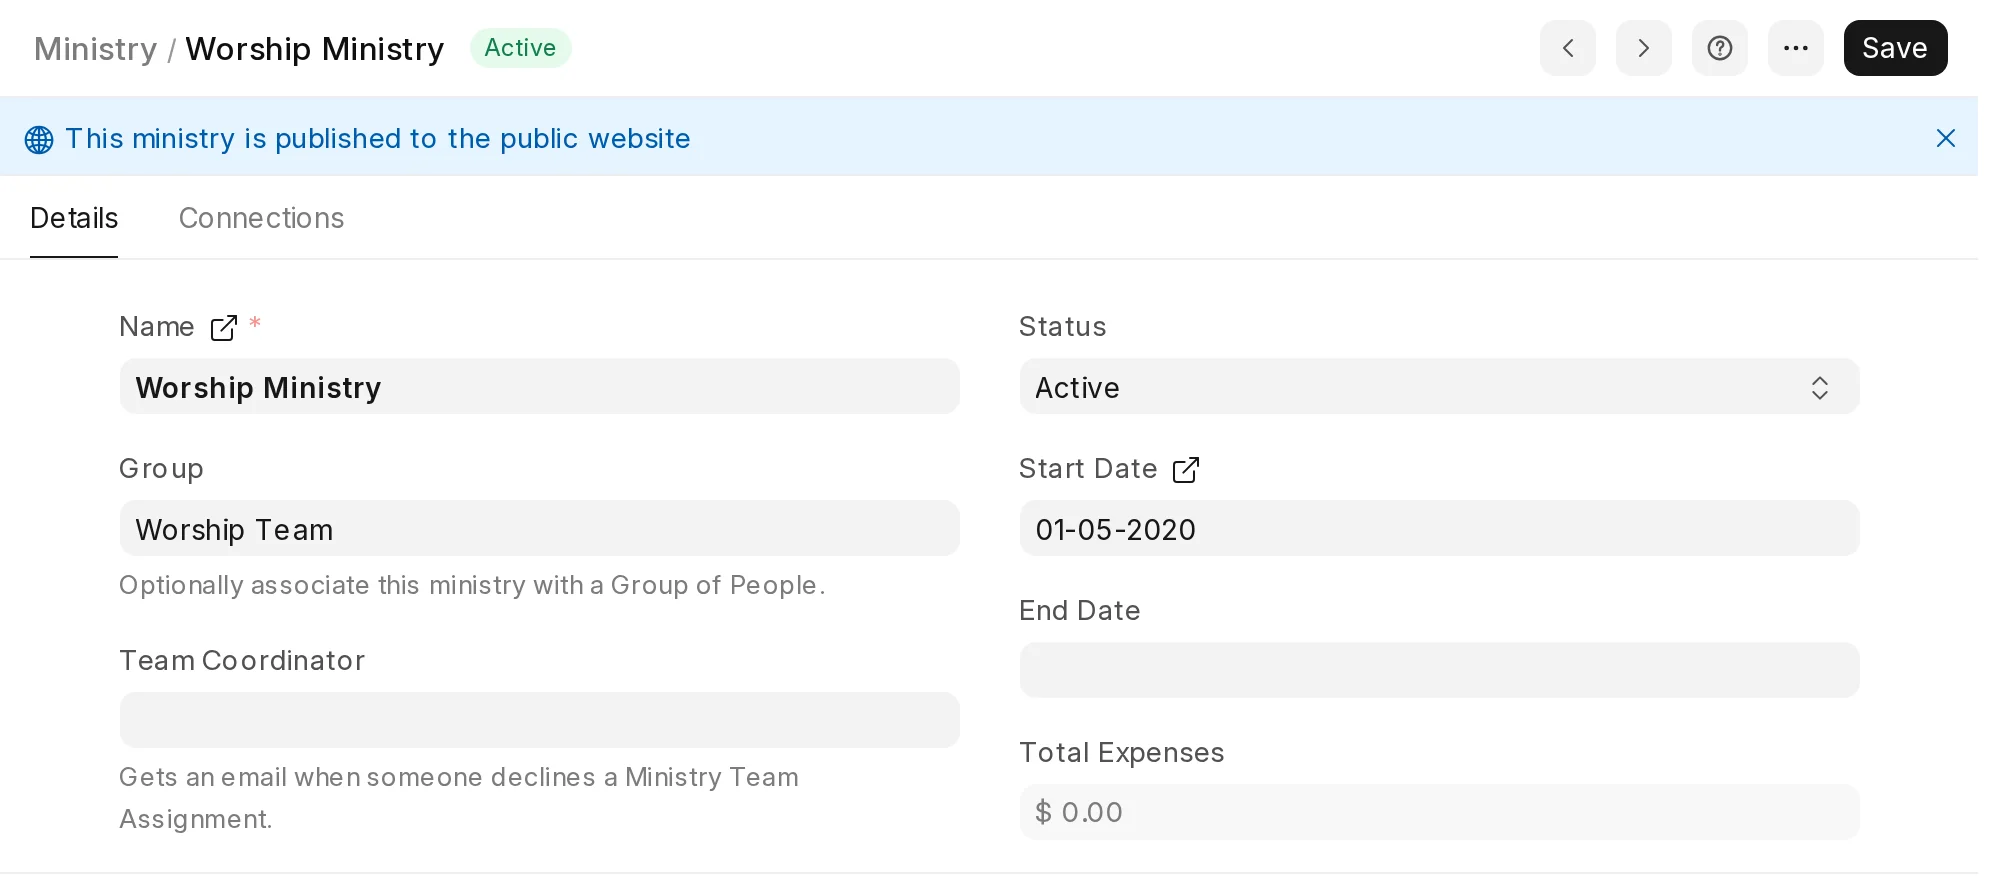 Ministry / Worship Ministry Active Save
This ministry is published to the public website
Details Connections
Name *
Worship Ministry
Group
Worship Team
Optionally associate this ministry with a Group of People.
Team Coordinator
Gets an email when someone declines a Ministry Team
Assignment.
Status
Active
Start Date
01-05-2020
End Date
Total Expenses
$ 0.00